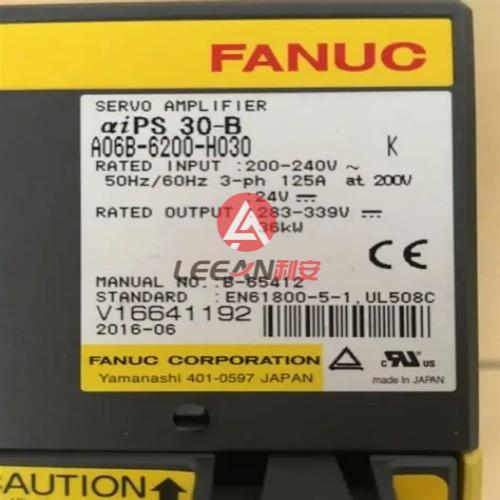 FANUC
SERVO AMPLIFIER
αiPS 30-B
A06B-6200-H030 K
RATED INPUT :200-240V ~
50Hz/60Hz 3-ph 125A at 200V
:24V ⎓
RATED OUTPUT :283-339V ⎓
36kW
LEEAN利安
CE
MANUAL NO. :B-65412
STANDARD :EN61800-5-1,UL508C
V16641192
2016-06
FANUC CORPORATION
Yamanashi 401-0597 JAPAN
c UL US
made in JAPAN
CAUTION